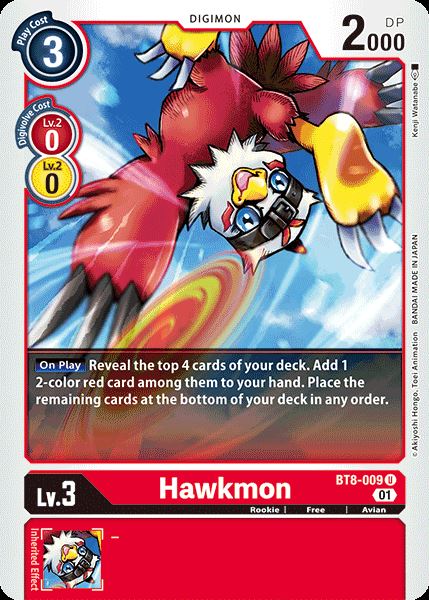 Play Cost
3
DIGIMON
DP
2000
Digivolve Cost
Lv.2
0
Lv.2
0
Kenji Watanabe
©Akiyoshi Hongo, Toei Animation BANDAI MADE IN JAPAN
On Play Reveal the top 4 cards of your deck. Add 1
2-color red card among them to your hand. Place the
remaining cards at the bottom of your deck in any order.
Lv.3
Hawkmon
BT8-009 U
01
Rookie | Free | Avian
Inherited Effect
-